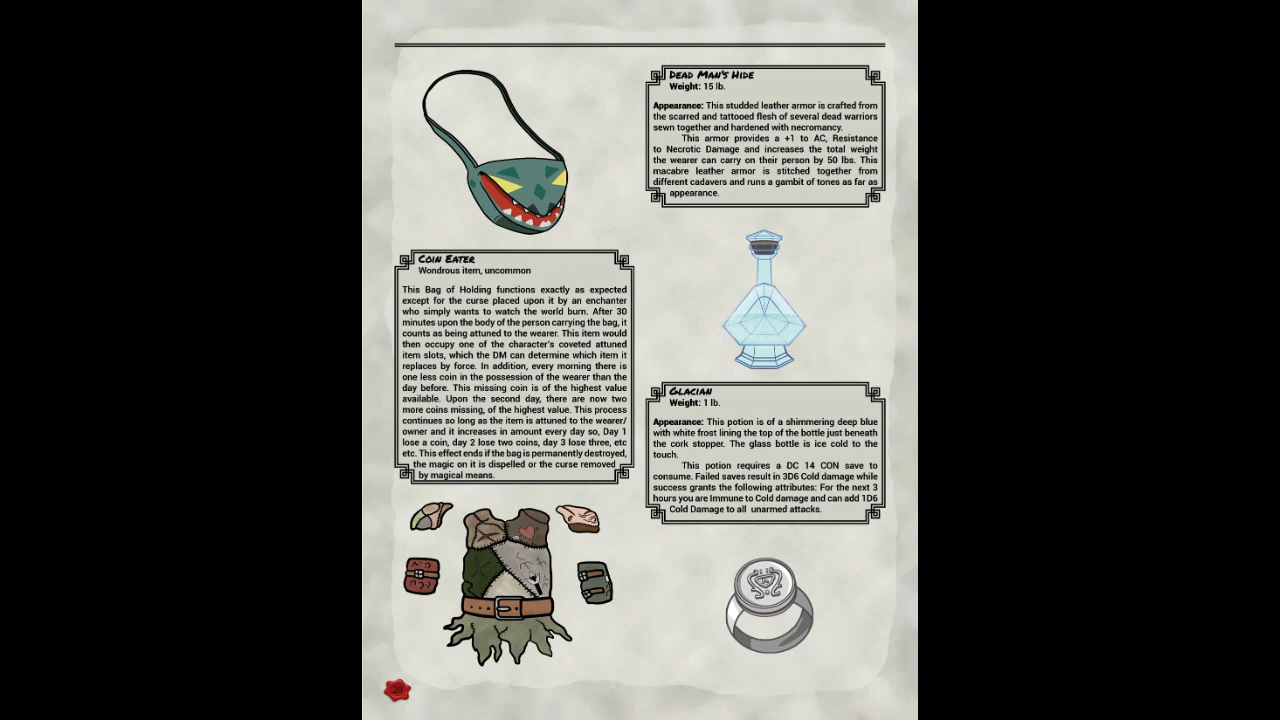 Coin Eater
Wondrous item, uncommon
This Bag of Holding functions exactly as expected
except for the curse placed upon it by an enchanter
who simply wants to watch the world burn. After 30
minutes upon the body of the person carrying the bag, it
counts as being attuned to the wearer. This item would
then occupy one of the character's coveted attuned
item slots, which the DM can determine which item it
replaces by force. In addition, every morning there is
one less coin in the possession of the wearer than the
day before. This missing coin is of the highest value
available. Upon the second day, there are now two
more coins missing, of the highest value. This process
continues so long as the item is attuned to the wearer/
owner and it increases in amount every day so, Day 1
lose a coin, day 2 lose two coins, day 3 lose three, etc
etc. This effect ends if the bag is permanently destroyed,
the magic on it is dispelled or the curse removed
by magical means.
Dead Man's Hide
Weight: 15 lb.
Appearance: This studded leather armor is crafted from
the scarred and tattooed flesh of several dead warriors
sewn together and hardened with necromancy.
This armor provides a +1 to AC, Resistance
to Necrotic Damage and increases the total weight
the wearer can carry on their person by 50 lbs. This
macabre leather armor is stitched together from
different cadavers and runs a gambit of tones as far as
appearance.
Glacian
Weight: 1 lb.
Appearance: This potion is of a shimmering deep blue
with white frost lining the top of the bottle just beneath
the cork stopper. The glass bottle is ice cold to the
touch.
This potion requires a DC 14 CON save to
consume. Failed saves result in 3D6 Cold damage while
success grants the following attributes: For the next 3
hours you are Immune to Cold damage and can add 1D6
Cold Damage to all unarmed attacks.
20